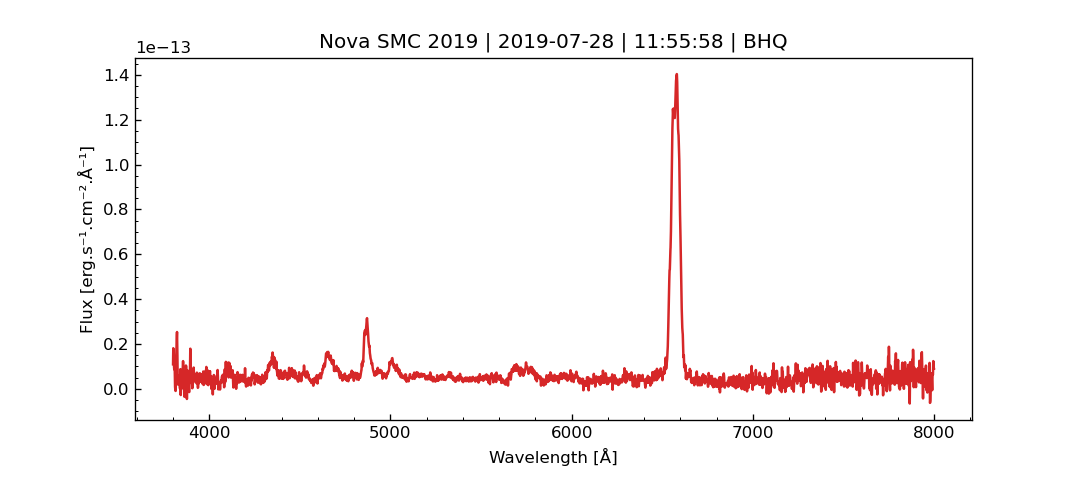 Nova SMC 2019 | 2019-07-28 | 11:55:58 | BHQ
1e−13
1.4
1.2
1.0
0.8
0.6
0.4
0.2
0.0
Flux [erg.s⁻¹.cm⁻².Å⁻¹]
4000 5000 6000 7000 8000
Wavelength [Å]